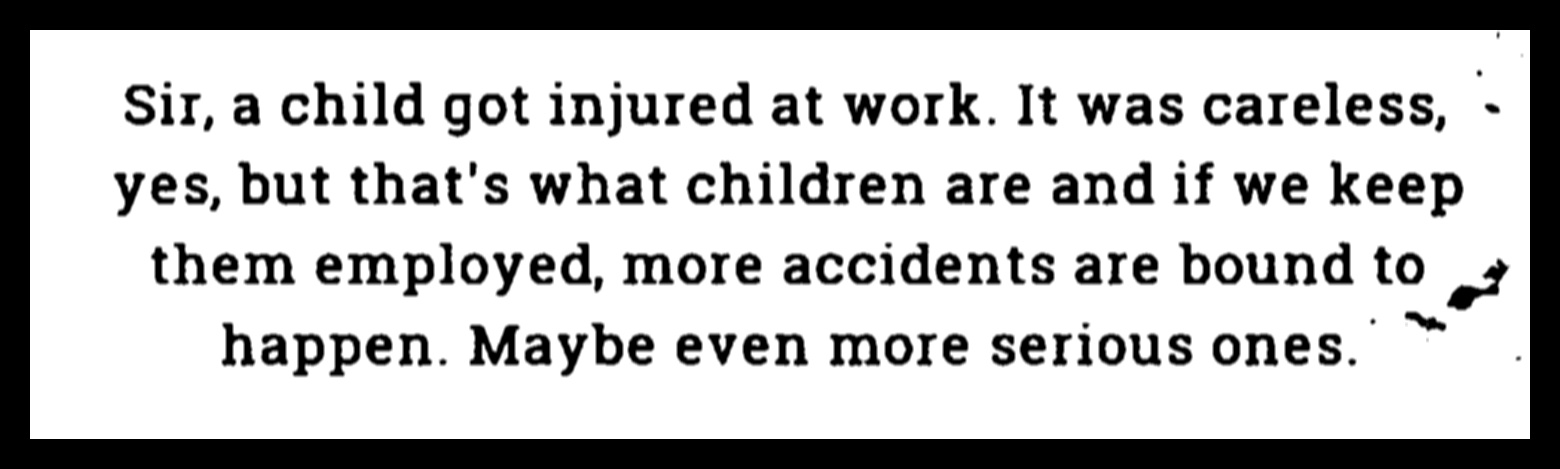 Sir, a child got injured at work. It was careless,
yes, but that's what children are and if we keep
them employed, more accidents are bound to
happen. Maybe even more serious ones.